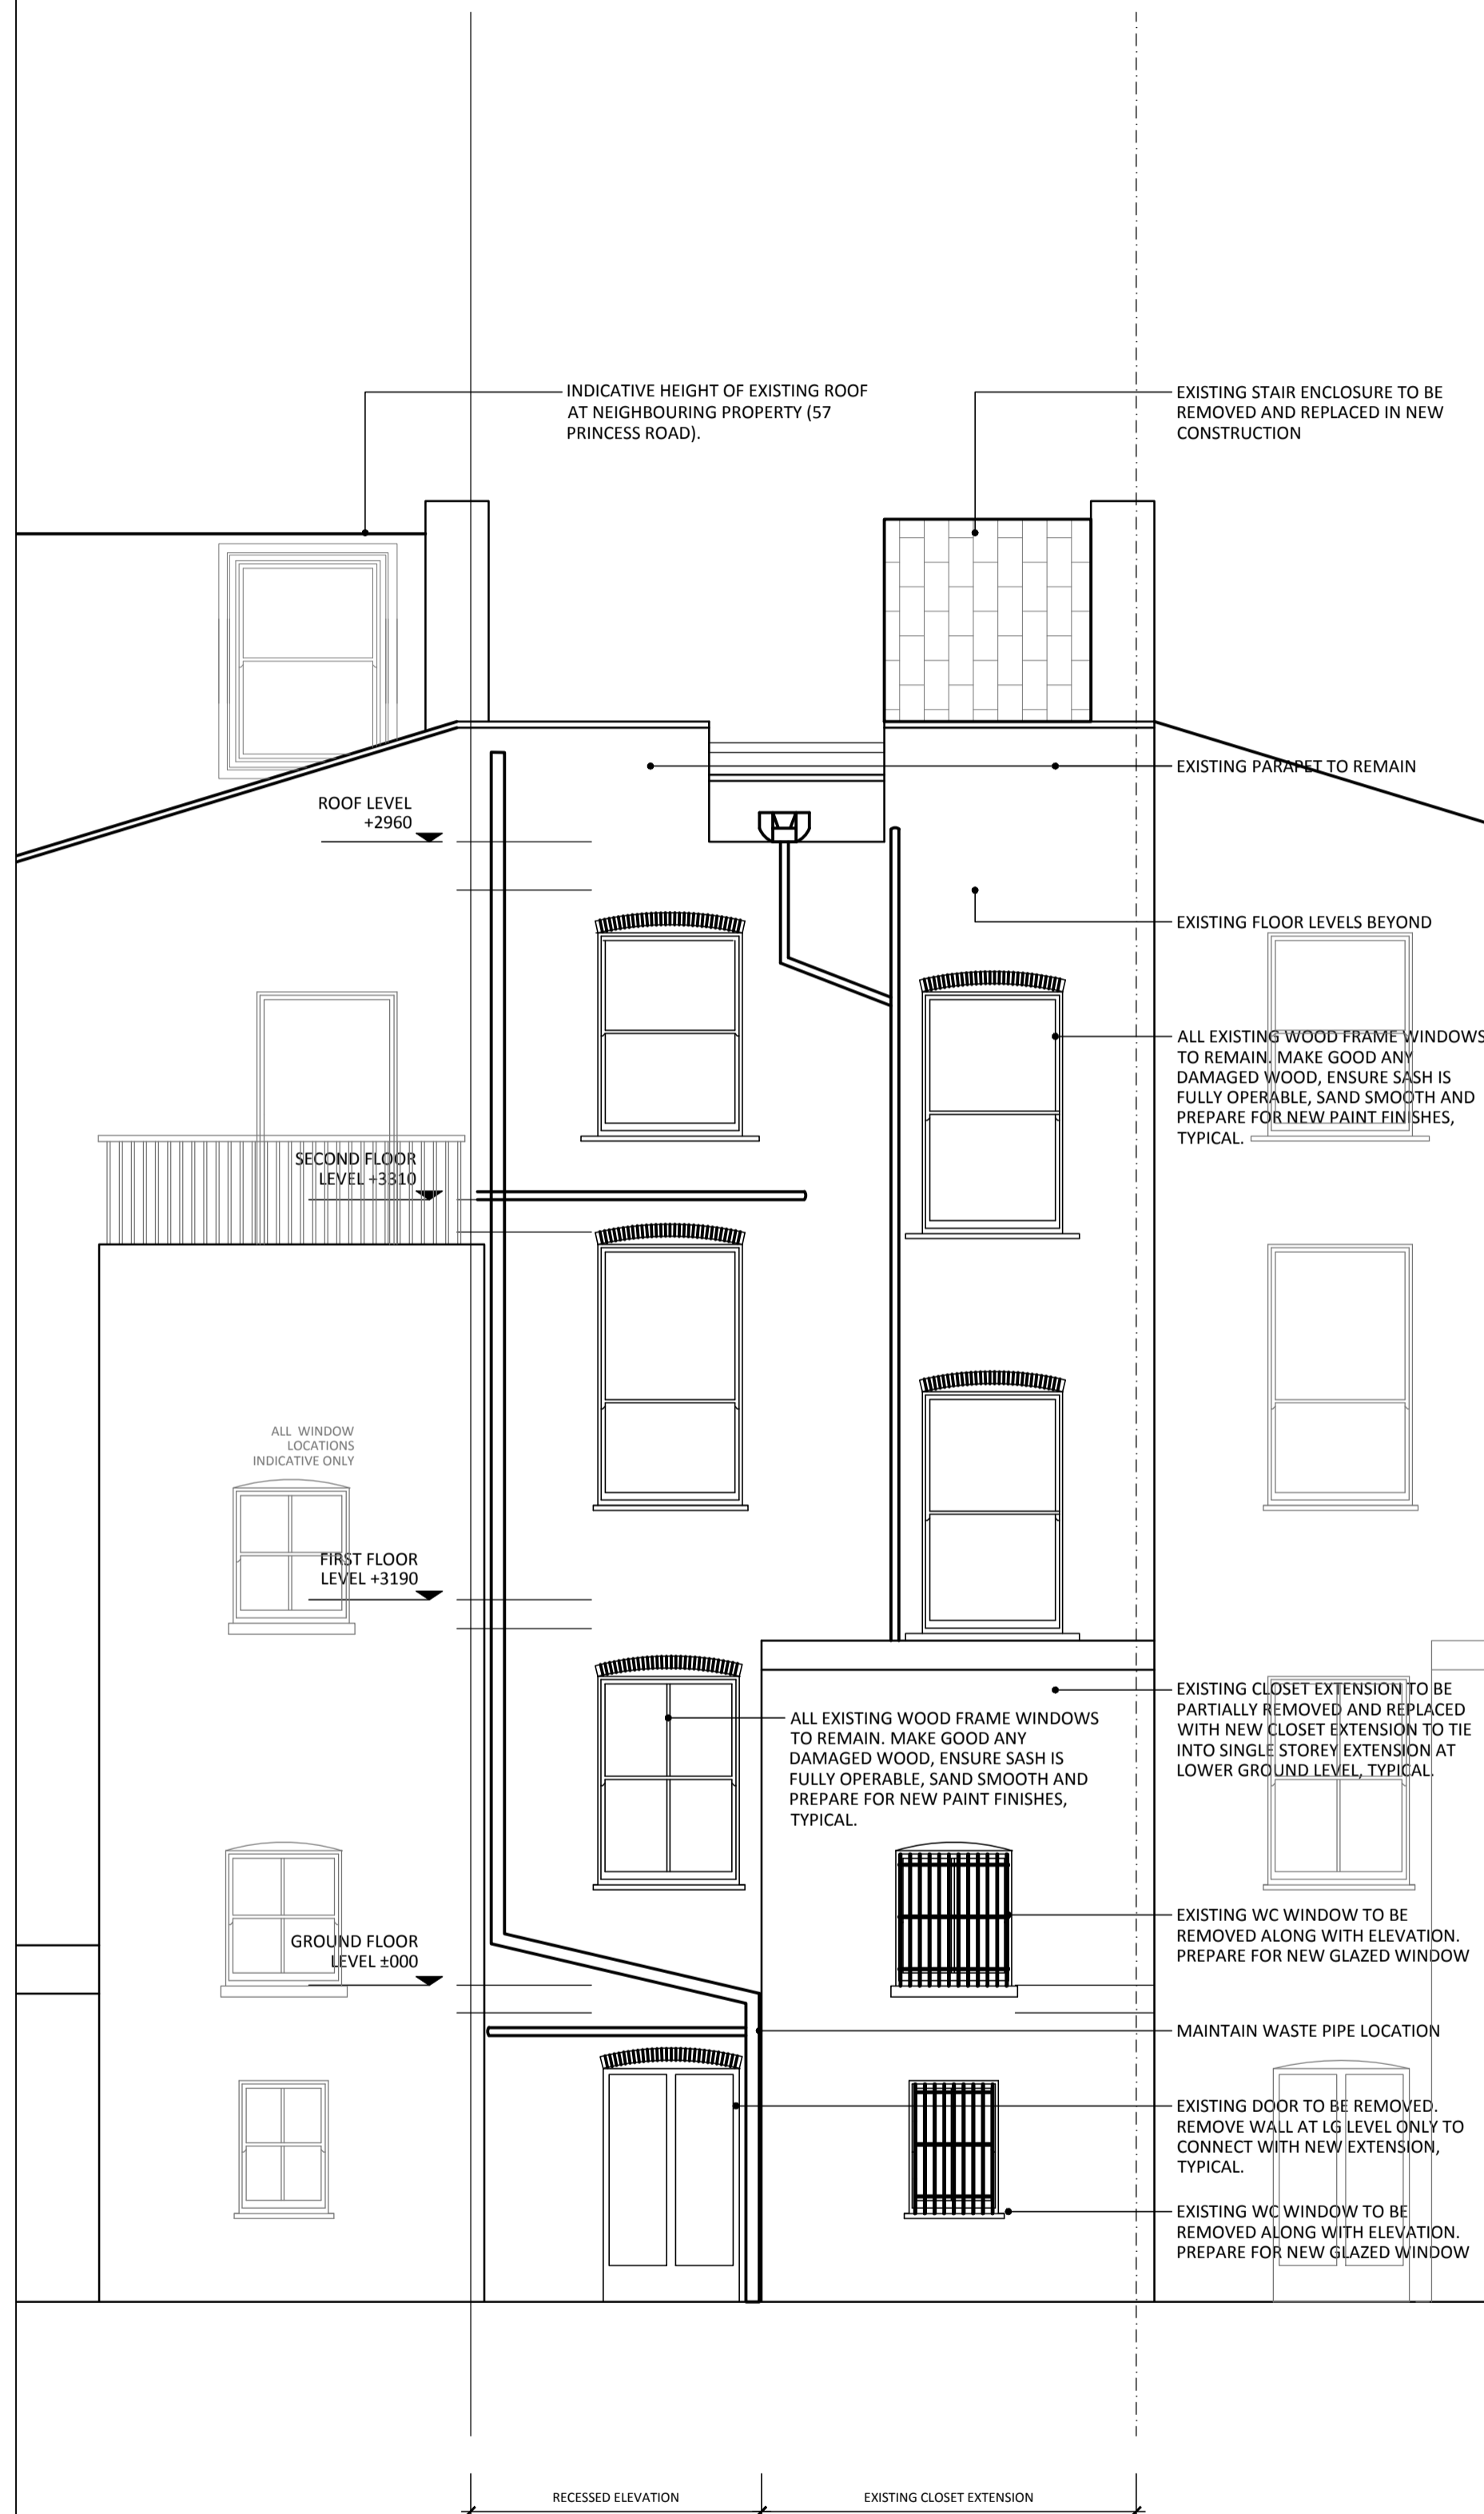 INDICATIVE HEIGHT OF EXISTING ROOF
AT NEIGHBOURING PROPERTY (57
PRINCESS ROAD).
EXISTING STAIR ENCLOSURE TO BE
REMOVED AND REPLACED IN NEW
CONSTRUCTION
EXISTING PARAPET TO REMAIN
ROOF LEVEL
+2960
EXISTING FLOOR LEVELS BEYOND
ALL EXISTING WOOD FRAME WINDOWS
TO REMAIN. MAKE GOOD ANY
DAMAGED WOOD, ENSURE SASH IS
FULLY OPERABLE, SAND SMOOTH AND
PREPARE FOR NEW PAINT FINISHES,
TYPICAL.
SECOND FLOOR
LEVEL +3310
ALL WINDOW
LOCATIONS
INDICATIVE ONLY
FIRST FLOOR
LEVEL +3190
EXISTING CLOSET EXTENSION TO BE
PARTIALLY REMOVED AND REPLACED
WITH NEW CLOSET EXTENSION TO TIE
INTO SINGLE STOREY EXTENSION AT
LOWER GROUND LEVEL, TYPICAL.
ALL EXISTING WOOD FRAME WINDOWS
TO REMAIN. MAKE GOOD ANY
DAMAGED WOOD, ENSURE SASH IS
FULLY OPERABLE, SAND SMOOTH AND
PREPARE FOR NEW PAINT FINISHES,
TYPICAL.
EXISTING WC WINDOW TO BE
REMOVED ALONG WITH ELEVATION.
PREPARE FOR NEW GLAZED WINDOW
GROUND FLOOR
LEVEL ±000
MAINTAIN WASTE PIPE LOCATION
EXISTING DOOR TO BE REMOVED.
REMOVE WALL AT LG LEVEL ONLY TO
CONNECT WITH NEW EXTENSION,
TYPICAL.
EXISTING WC WINDOW TO BE
REMOVED ALONG WITH ELEVATION.
PREPARE FOR NEW GLAZED WINDOW
RECESSED ELEVATION
EXISTING CLOSET EXTENSION